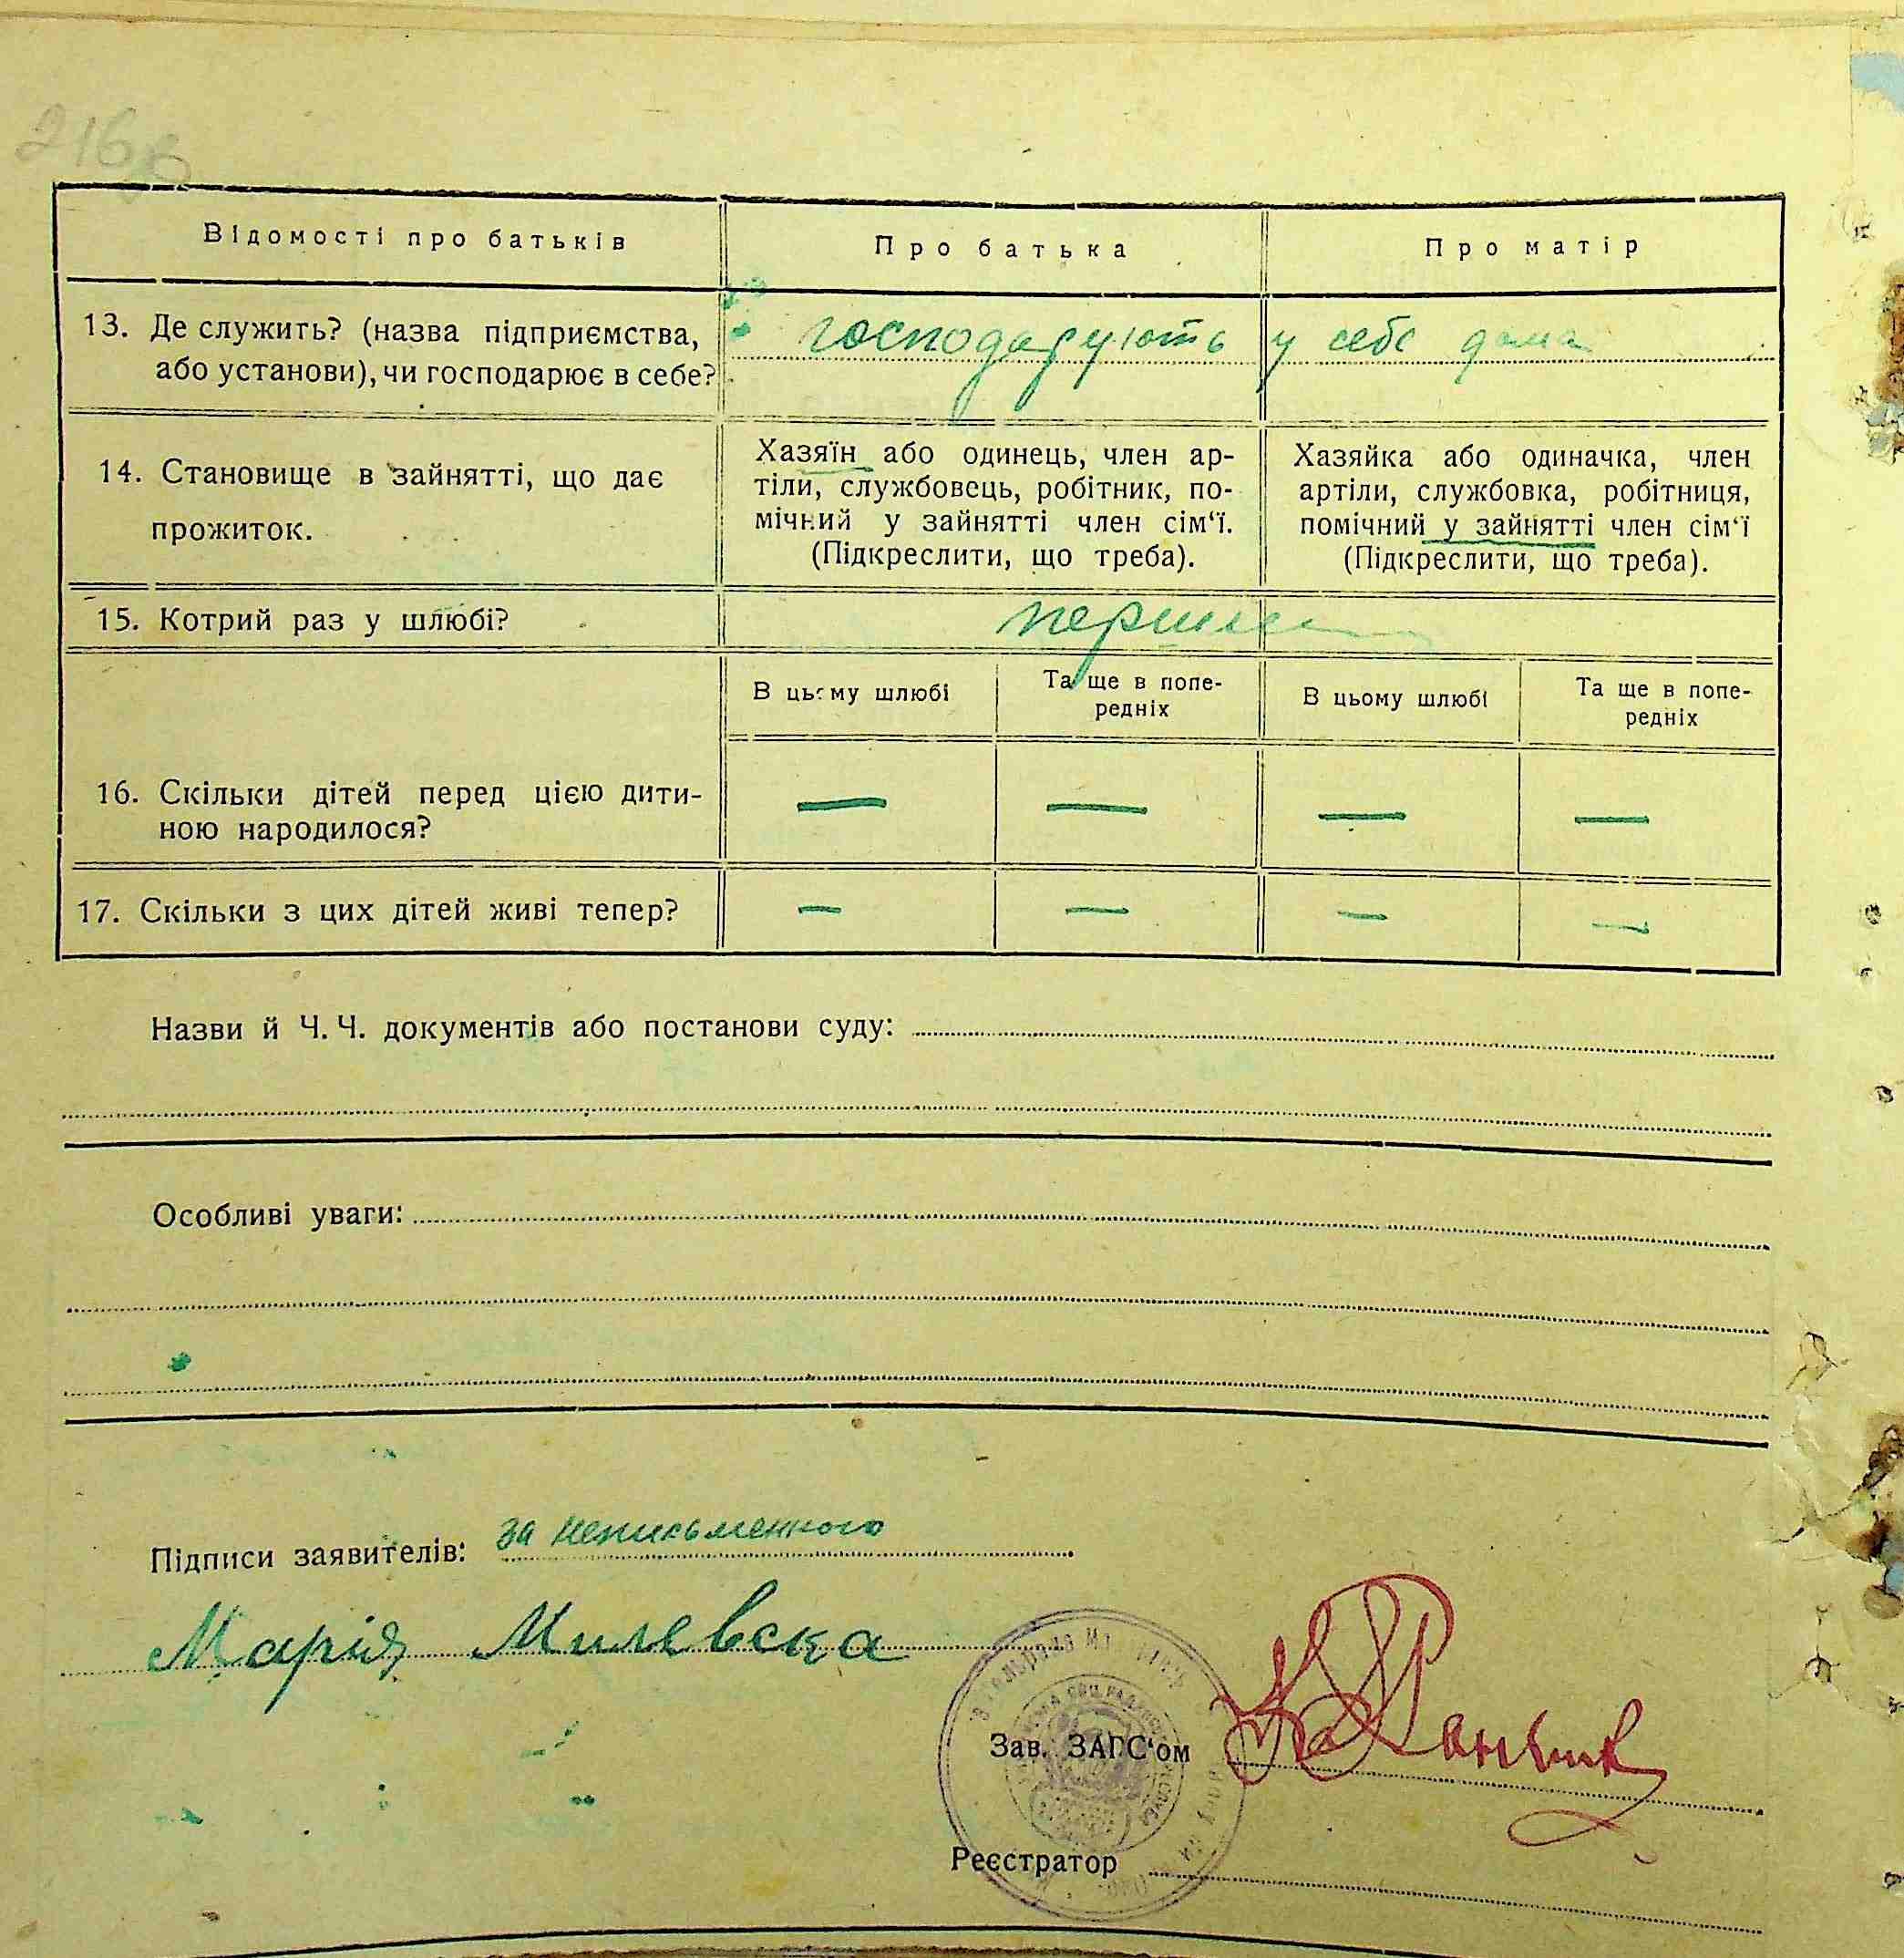 216
Відомості про батьків Про батька Про матір
13. Де служить? (назва підприємства, господарують у себе дома
або установи), чи господарює в себе?
14. Становище в зайнятті, що дає прожиток.
Хазяїн або одинець, член ар-
тіли, службовець, робітник, по-
мічний у зайнятті член сім‘ї.
(Підкреслити, що треба).
Хазяйка або одиначка, член
артіли, службовка, робітниця,
помічний у зайнятті член сім‘ї
(Підкреслити, що треба).
15. Котрий раз у шлюбі?
В цьому шлюбі Та ще в попе- В цьому шлюбі Та ще в попе-
редніх редніх
16. Скільки дітей перед цією дити- — — — —
ною народилося?
17. Скільки з цих дітей живі тепер? — — — —
Назви й Ч. Ч. документів або постанови суду:
Особливі уваги:
Підписи заявителів: за неписьменного
Марія Милевска
Зав. ЗАГС‘ом
Реєстратор